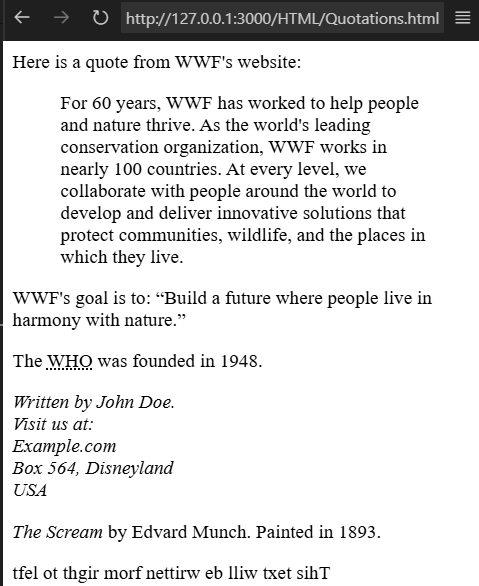 http://127.0.0.1:3000/HTML/Quotations.html
Here is a quote from WWF's website:
For 60 years, WWF has worked to help people
and nature thrive. As the world's leading
conservation organization, WWF works in
nearly 100 countries. At every level, we
collaborate with people around the world to
develop and deliver innovative solutions that
protect communities, wildlife, and the places in
which they live.
WWF's goal is to: “Build a future where people live in
harmony with nature.”
The WHO was founded in 1948.
Written by John Doe.
Visit us at:
Example.com
Box 564, Disneyland
USA
The Scream by Edvard Munch. Painted in 1893.
tfel ot thgir morf nettirw eb lliw txet sihT